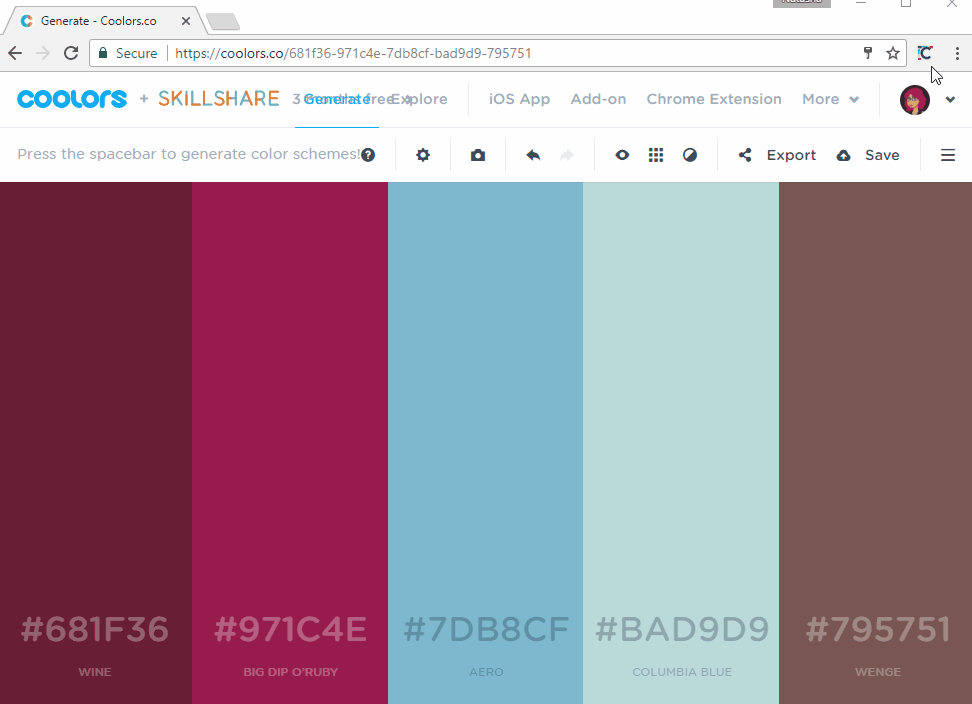 Natasha
Generate - Coolors.co
Secure https://coolors.co/681f36-971c4e-7db8cf-bad9d9-795751
coolors + SKILLSHARE 3 months free Generate Explore iOS App Add-on Chrome Extension More
Press the spacebar to generate color schemes! Export Save
#681F36 #971C4E #7DB8CF #BAD9D9 #795751
WINE BIG DIP O'RUBY AERO COLUMBIA BLUE WENGE